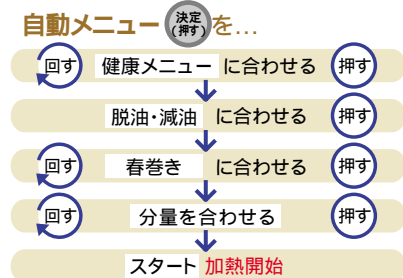 自動メニュー 決定(押す) を…
回す 健康メニュー に合わせる 押す
脱油・減油 に合わせる 押す
回す 春巻き に合わせる 押す
回す 分量を合わせる 押す
スタート 加熱開始